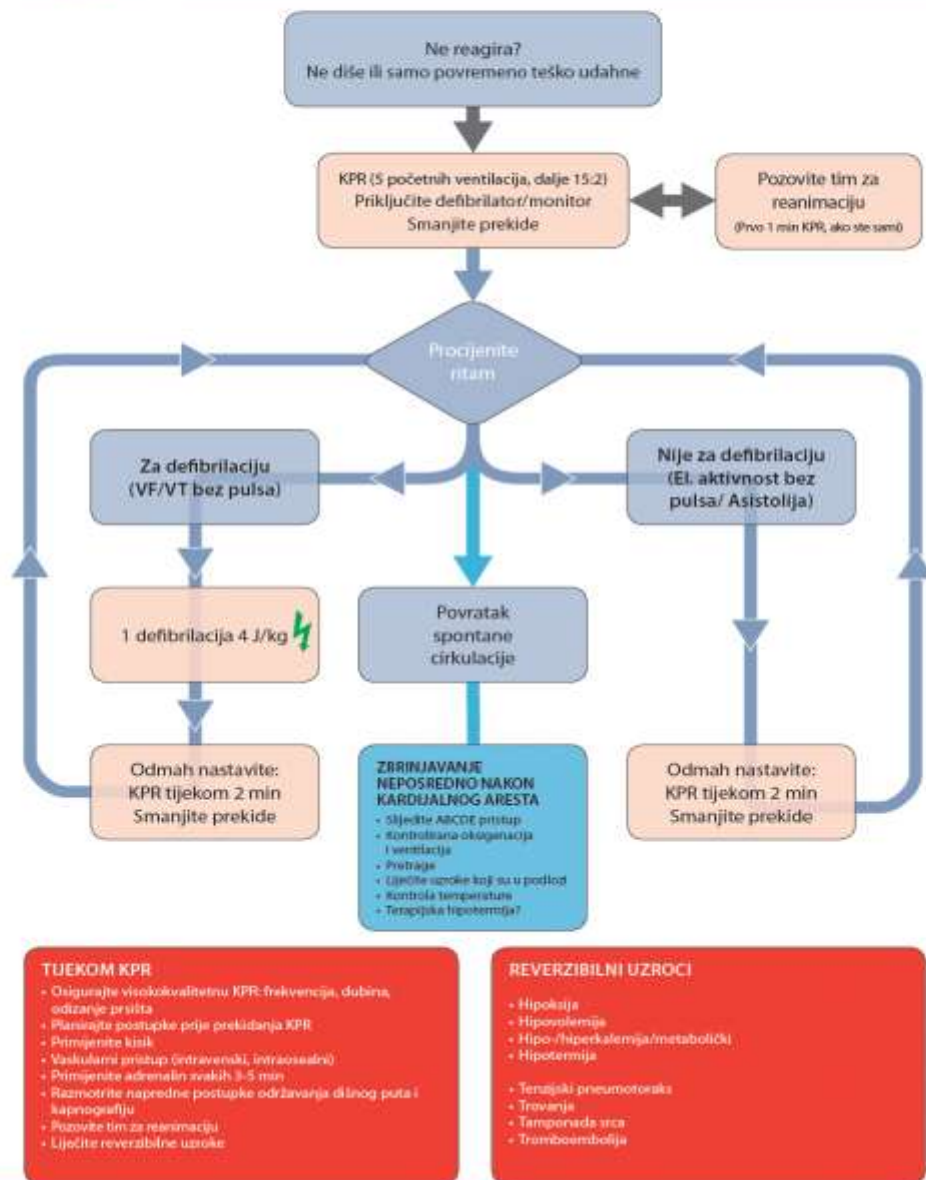 Ne reagira?
Ne diše ili samo povremeno teško udahne
KPR (5 početnih ventilacija, dalje 15:2)
Priključite defibrilator/monitor
Smanjite prekide
Pozovite tim za
reanimaciju
(Prvo 1 min KPR, ako ste sami)
Procijenite
ritam
Za defibrilaciju
(VF/VT bez pulsa)
Nije za defibrilaciju
(El. aktivnost bez
pulsa/ Asistolija)
1 defibrilacija 4 J/kg
Povratak
spontane
cirkulacije
Odmah nastavite:
KPR tijekom 2 min
Smanjite prekide
ZBRINJAVANJE
NEPOSREDNO NAKON
KARDIJALNOG ARESTA
• Slijedite ABCDE pristup
• Kontrolirana oksigenacija
i ventilacija
• Pretrage
• Liječite uzroke koji su u podlozi
• Kontrola temperature
• Terapijska hipotermija?
Odmah nastavite:
KPR tijekom 2 min
Smanjite prekide
TIJEKOM KPR
• Osigurajte visokokvalitetnu KPR: frekvencija, dubina,
odizanje prsišta
• Planirajte postupke prije prekidanja KPR
• Primijenite kisik
• Vaskularni pristup (intravenski, intraosealni)
• Primijenite adrenalin svakih 3-5 min
• Razmotrite napredne postupke održavanja dišnog puta i
kapnografiju
• Pozovite tim za reanimaciju
• Liječite reverzibilne uzroke
REVERZIBILNI UZROCI
• Hipoksija
• Hipovolemija
• Hipo-/hiperkalemija/metabolički
• Hipotermija
• Tenzijski pneumotoraks
• Trovanja
• Tamponada srca
• Tromboembolija